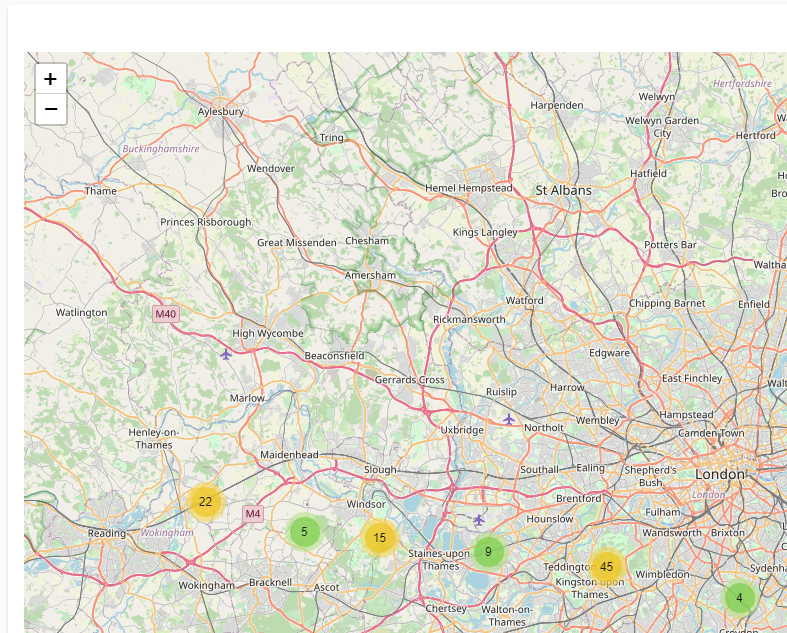 +
−
Harpenden
Welwyn
Hertfordshire
Aylesbury
Welwyn Garden
City
Hertford
Tring
Buckinghamshire
Wendover
Hatfield
Thame
Hemel Hempstead
St Albans
Princes Risborough
Kings Langley
Great Missenden
Chesham
Potters Bar
Amersham
Watford
Chipping Barnet
Enfield
Watlington
M40
Rickmansworth
High Wycombe
Beaconsfield
Edgware
Gerrards Cross
East Finchley
Ruislip
Harrow
Marlow
Hampstead
Wembley
Northolt
Uxbridge
Camden Town
Henley-on-
Thames
Maidenhead
Slough
Southall
Ealing
Shepherd's
Bush
London
London
22
Windsor
Brentford
M4
Fulham
Hounslow
Reading
Wokingham
5
15
Wandsworth
Brixton
9
Staines-upon
Thames
Teddington
45
Kingston upon
Thames
Wimbledon
Wokingham
Bracknell
Ascot
4
Chertsey
Walton-on-
Thames